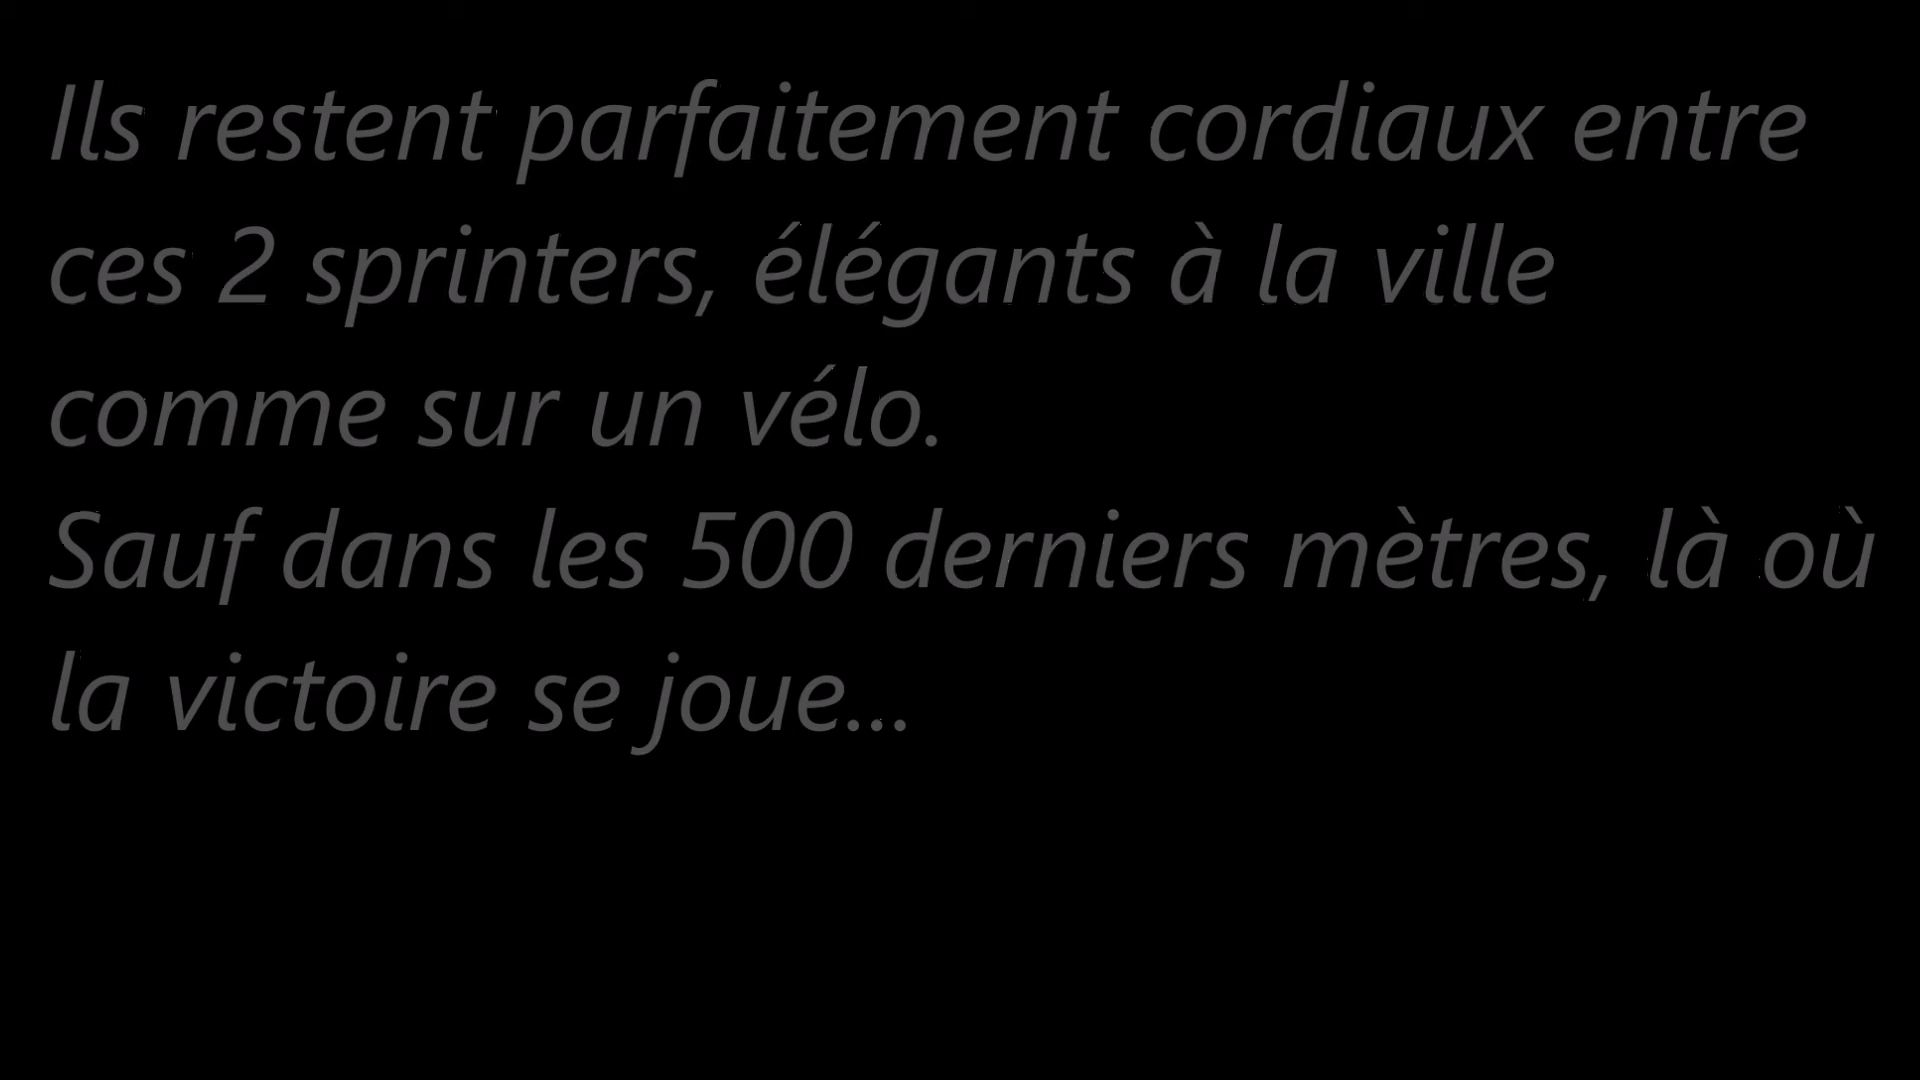 Ils restent parfaitement cordiaux entre
ces 2 sprinters, élégants à la ville
comme sur un vélo.
Sauf dans les 500 derniers mètres, là où
la victoire se joue...